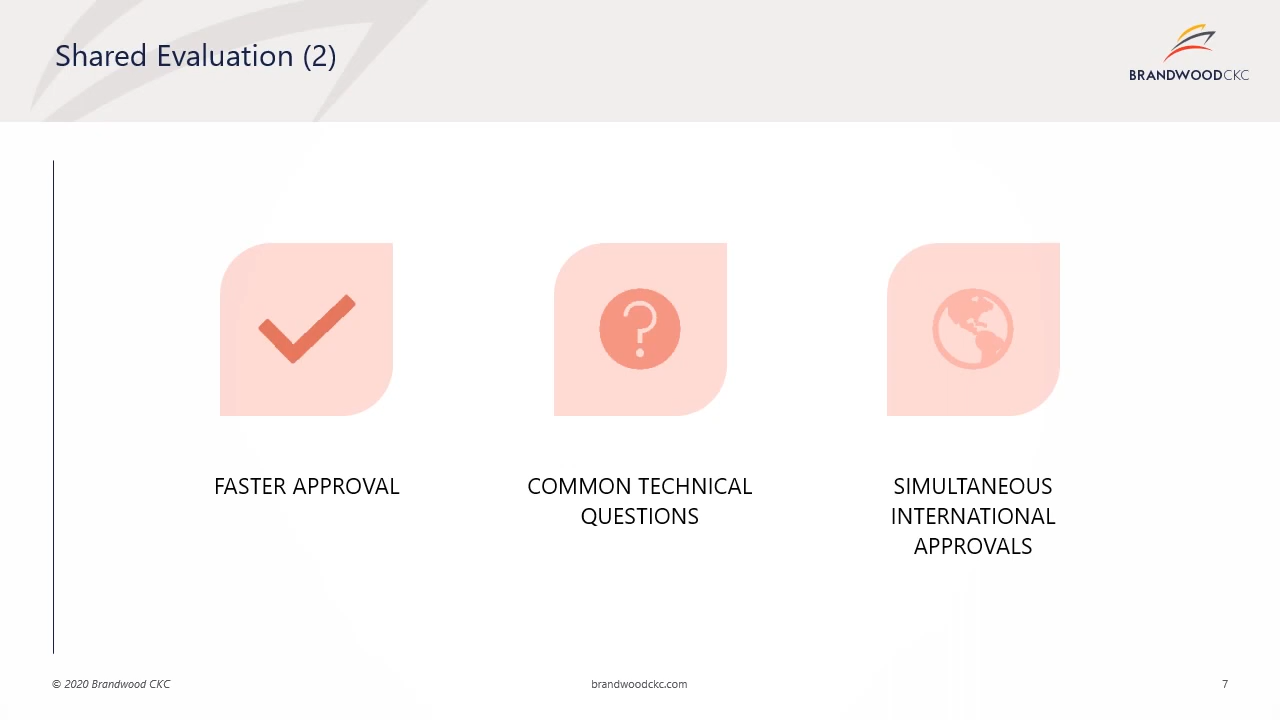 Shared Evaluation (2)
BRANDWOODCKC
FASTER APPROVAL
COMMON TECHNICAL
QUESTIONS
SIMULTANEOUS
INTERNATIONAL
APPROVALS
© 2020 Brandwood CKC
brandwoodckc.com
7